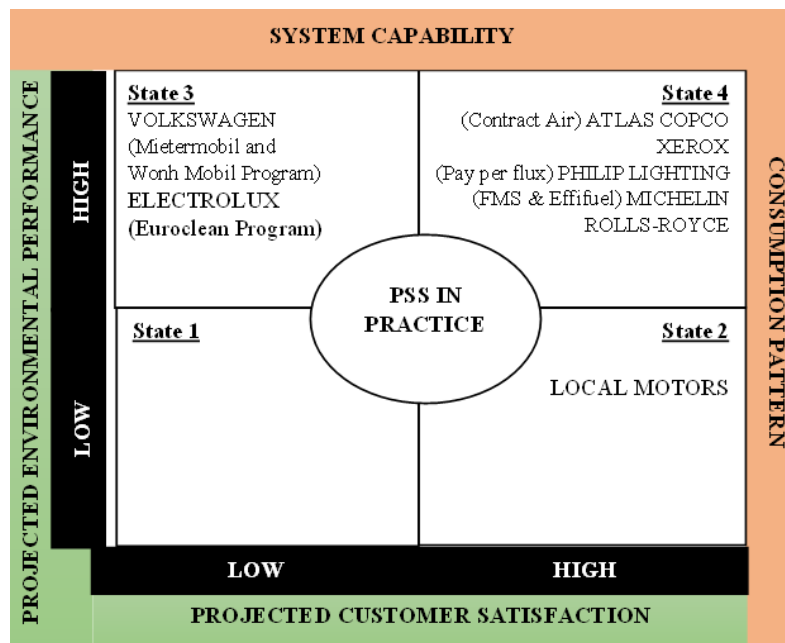 SYSTEM CAPABILITY
PROJECTED ENVIRONMENTAL PERFORMANCE
HIGH
LOW
State 3
VOLKSWAGEN
(Mietermobil and
Wonh Mobil Program)
ELECTROLUX
(Euroclean Program)
State 4
(Contract Air) ATLAS COPCO
XEROX
(Pay per flux) PHILIP LIGHTING
(FMS & Effifuel) MICHELIN
ROLLS-ROYCE
PSS IN
PRACTICE
State 1
State 2
LOCAL MOTORS
CONSUMPTION PATTERN
LOW
HIGH
PROJECTED CUSTOMER SATISFACTION